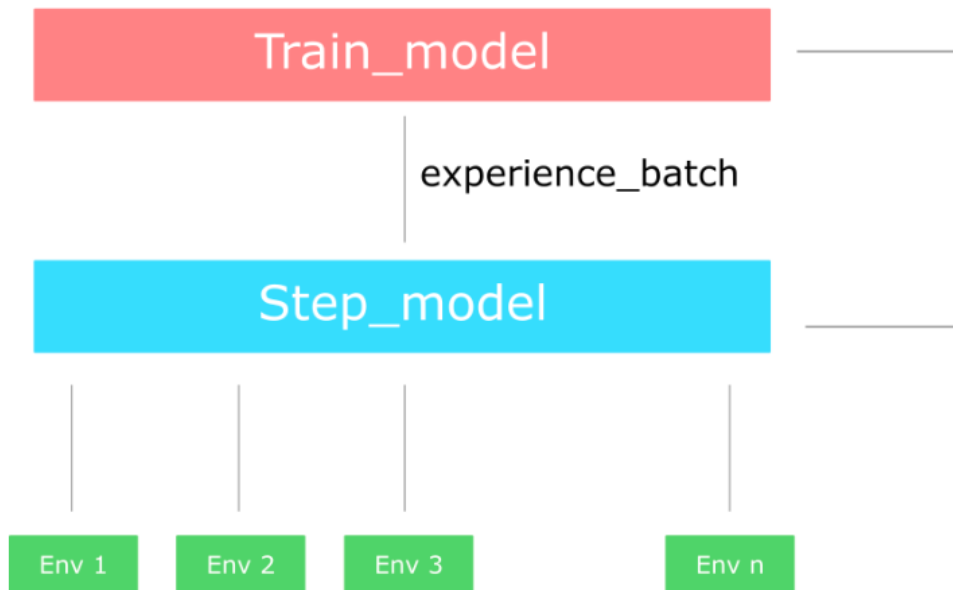 Train_model
experience_batch
Step_model
Env 1 Env 2 Env 3 Env n